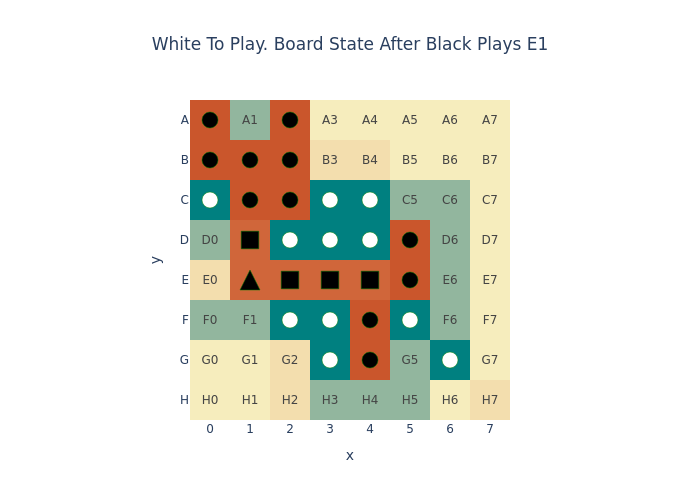 White To Play. Board State After Black Plays E1
A A1 A3 A4 A5 A6 A7
B B3 B4 B5 B6 B7
C C5 C6 C7
D D0 D6 D7
y
E E0 E6 E7
F F0 F1 F6 F7
G G0 G1 G2 G5 G7
H H0 H1 H2 H3 H4 H5 H6 H7
0 1 2 3 4 5 6 7
x